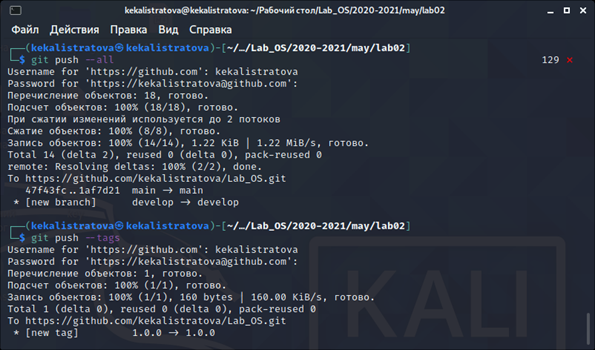 kekalistratova@kekalistratova: ~/Рабочий стол/Lab_OS/2020-2021/may/lab02
Файл Действия Правка Вид Справка
┌──(kekalistratova㉿kekalistratova)-[~/…/Lab_OS/2020-2021/may/lab02]
└─$ git push --all 129 ⨯
Username for 'https://github.com': kekalistratova
Password for 'https://kekalistratova@github.com':
Перечисление объектов: 18, готово.
Подсчет объектов: 100% (18/18), готово.
При сжатии изменений используется до 2 потоков
Сжатие объектов: 100% (8/8), готово.
Запись объектов: 100% (14/14), 1.22 KiB | 1.22 MiB/s, готово.
Total 14 (delta 2), reused 0 (delta 0), pack-reused 0
remote: Resolving deltas: 100% (2/2), done.
To https://github.com/kekalistratova/Lab_OS.git
47f43fc..1af7d21 main → main
* [new branch] develop → develop
┌──(kekalistratova㉿kekalistratova)-[~/…/Lab_OS/2020-2021/may/lab02]
└─$ git push --tags
Username for 'https://github.com': kekalistratova
Password for 'https://kekalistratova@github.com':
Перечисление объектов: 1, готово.
Подсчет объектов: 100% (1/1), готово.
Запись объектов: 100% (1/1), 160 bytes | 160.00 KiB/s, готово.
Total 1 (delta 0), reused 0 (delta 0), pack-reused 0
To https://github.com/kekalistratova/Lab_OS.git
* [new tag] 1.0.0 → 1.0.0
KALI